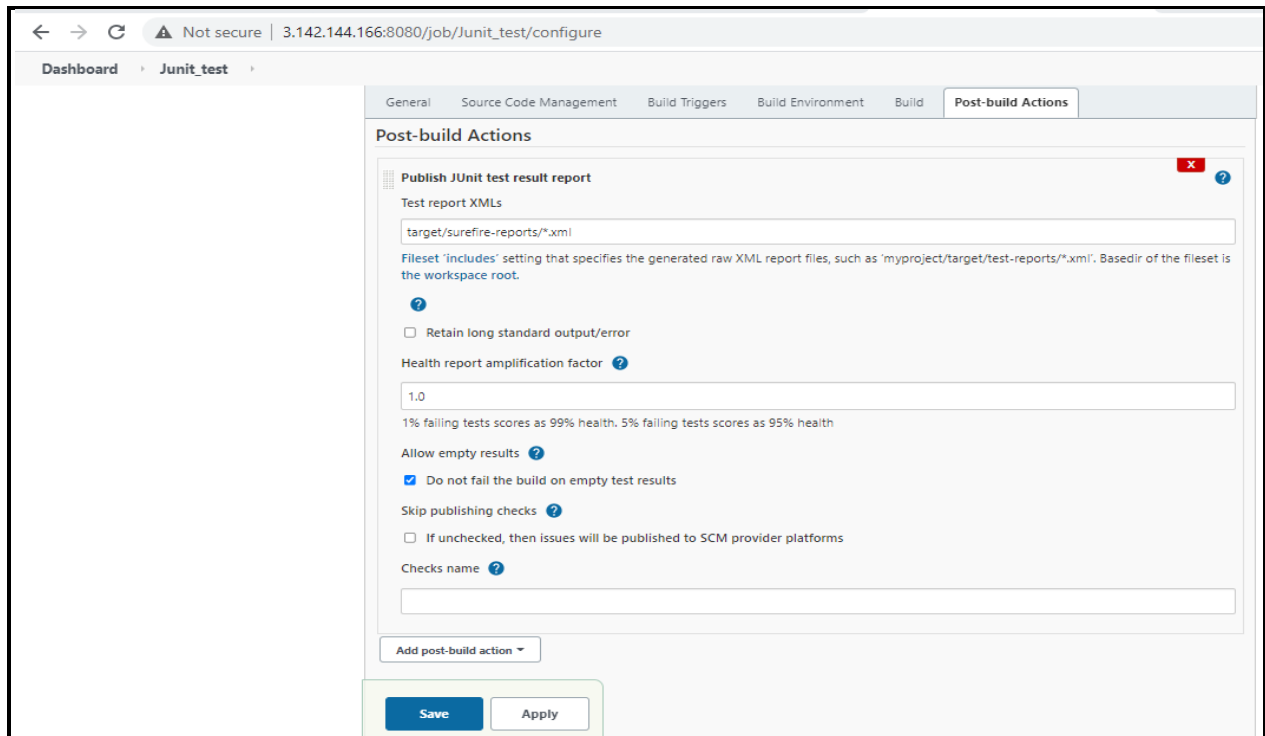 Not secure | 3.142.144.166:8080/job/Junit_test/configure
Dashboard Junit_test
General Source Code Management Build Triggers Build Environment Build Post-build Actions
Post-build Actions
X
Publish JUnit test result report
Test report XMLs
target/surefire-reports/*.xml
Fileset 'includes' setting that specifies the generated raw XML report files, such as 'myproject/target/test-reports/*.xml'. Basedir of the fileset is
the workspace root.
Retain long standard output/error
Health report amplification factor
1.0
1% failing tests scores as 99% health. 5% failing tests scores as 95% health
Allow empty results
Do not fail the build on empty test results
Skip publishing checks
If unchecked, then issues will be published to SCM provider platforms
Checks name
Add post-build action
Save Apply